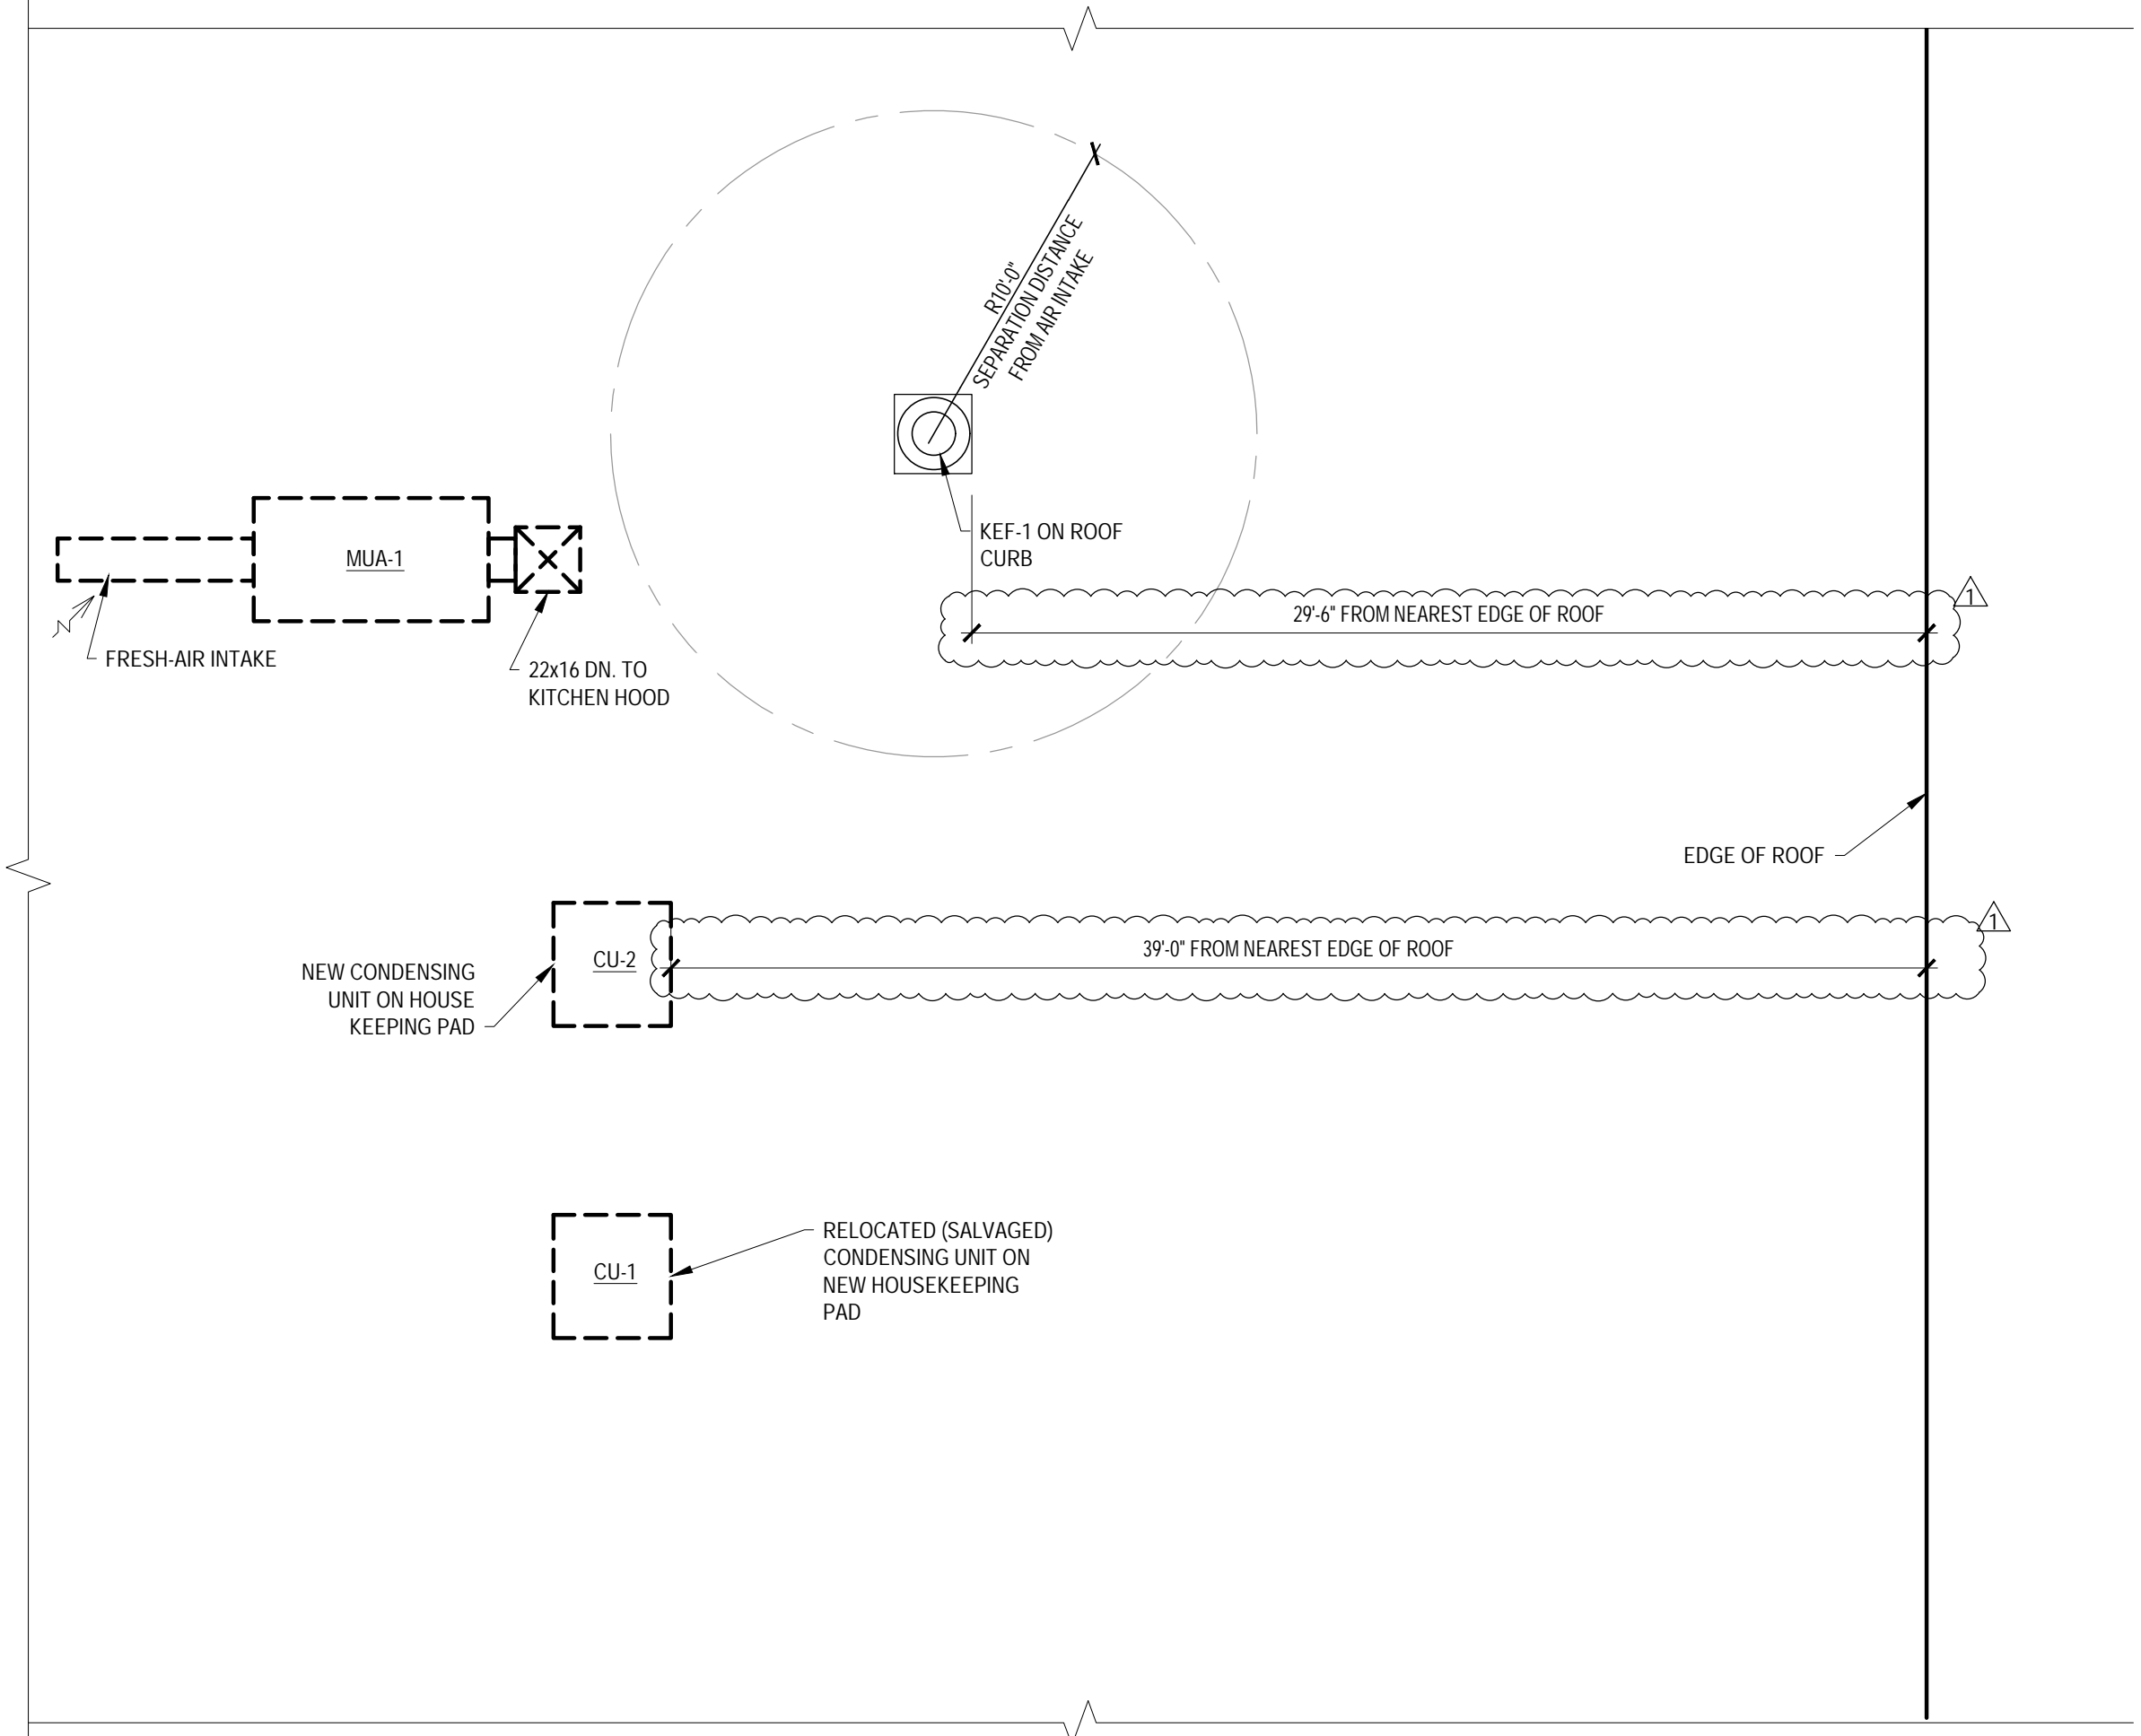 R10'-0"
SEPARATION DISTANCE
FROM AIR INTAKE
KEF-1 ON ROOF
CURB
MUA-1
FRESH-AIR INTAKE
22x16 DN. TO
KITCHEN HOOD
29'-6" FROM NEAREST EDGE OF ROOF
1
EDGE OF ROOF
39'-0" FROM NEAREST EDGE OF ROOF
1
CU-2
NEW CONDENSING
UNIT ON HOUSE
KEEPING PAD
CU-1
RELOCATED (SALVAGED)
CONDENSING UNIT ON
NEW HOUSEKEEPING
PAD